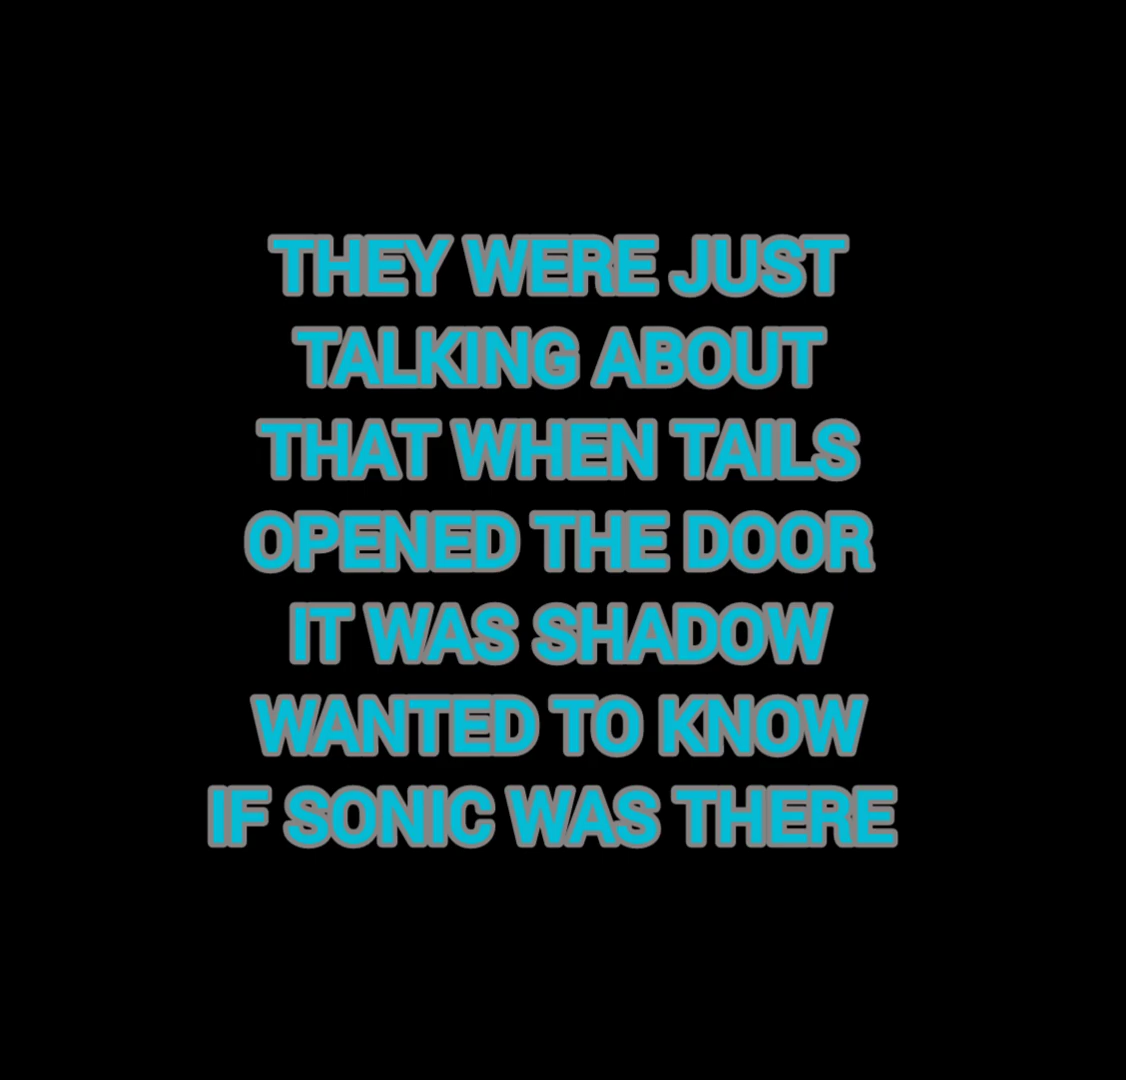 THEY WERE JUST
TALKING ABOUT
THAT WHEN TAILS
OPENED THE DOOR
IT WAS SHADOW
WANTED TO KNOW
IF SONIC WAS THERE